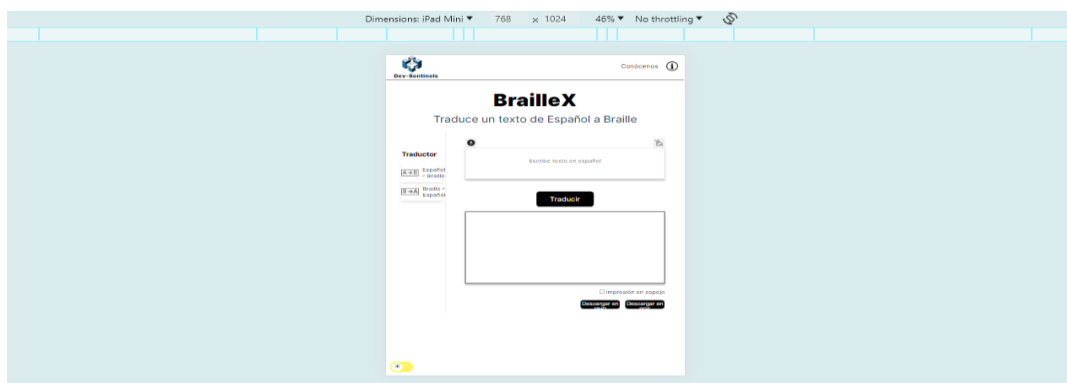 Dimensions: iPad Mini ▼ 768 x 1024 46% ▼ No throttling ▼
Dev-Sentinels
Conócenos
BrailleX
Traduce un texto de Español a Braille
Traductor
Escribe texto en español
A→B Español
- Braille
B→A Braille -
Español
Traducir
Impresión en espejo
Descargar en Descargar en